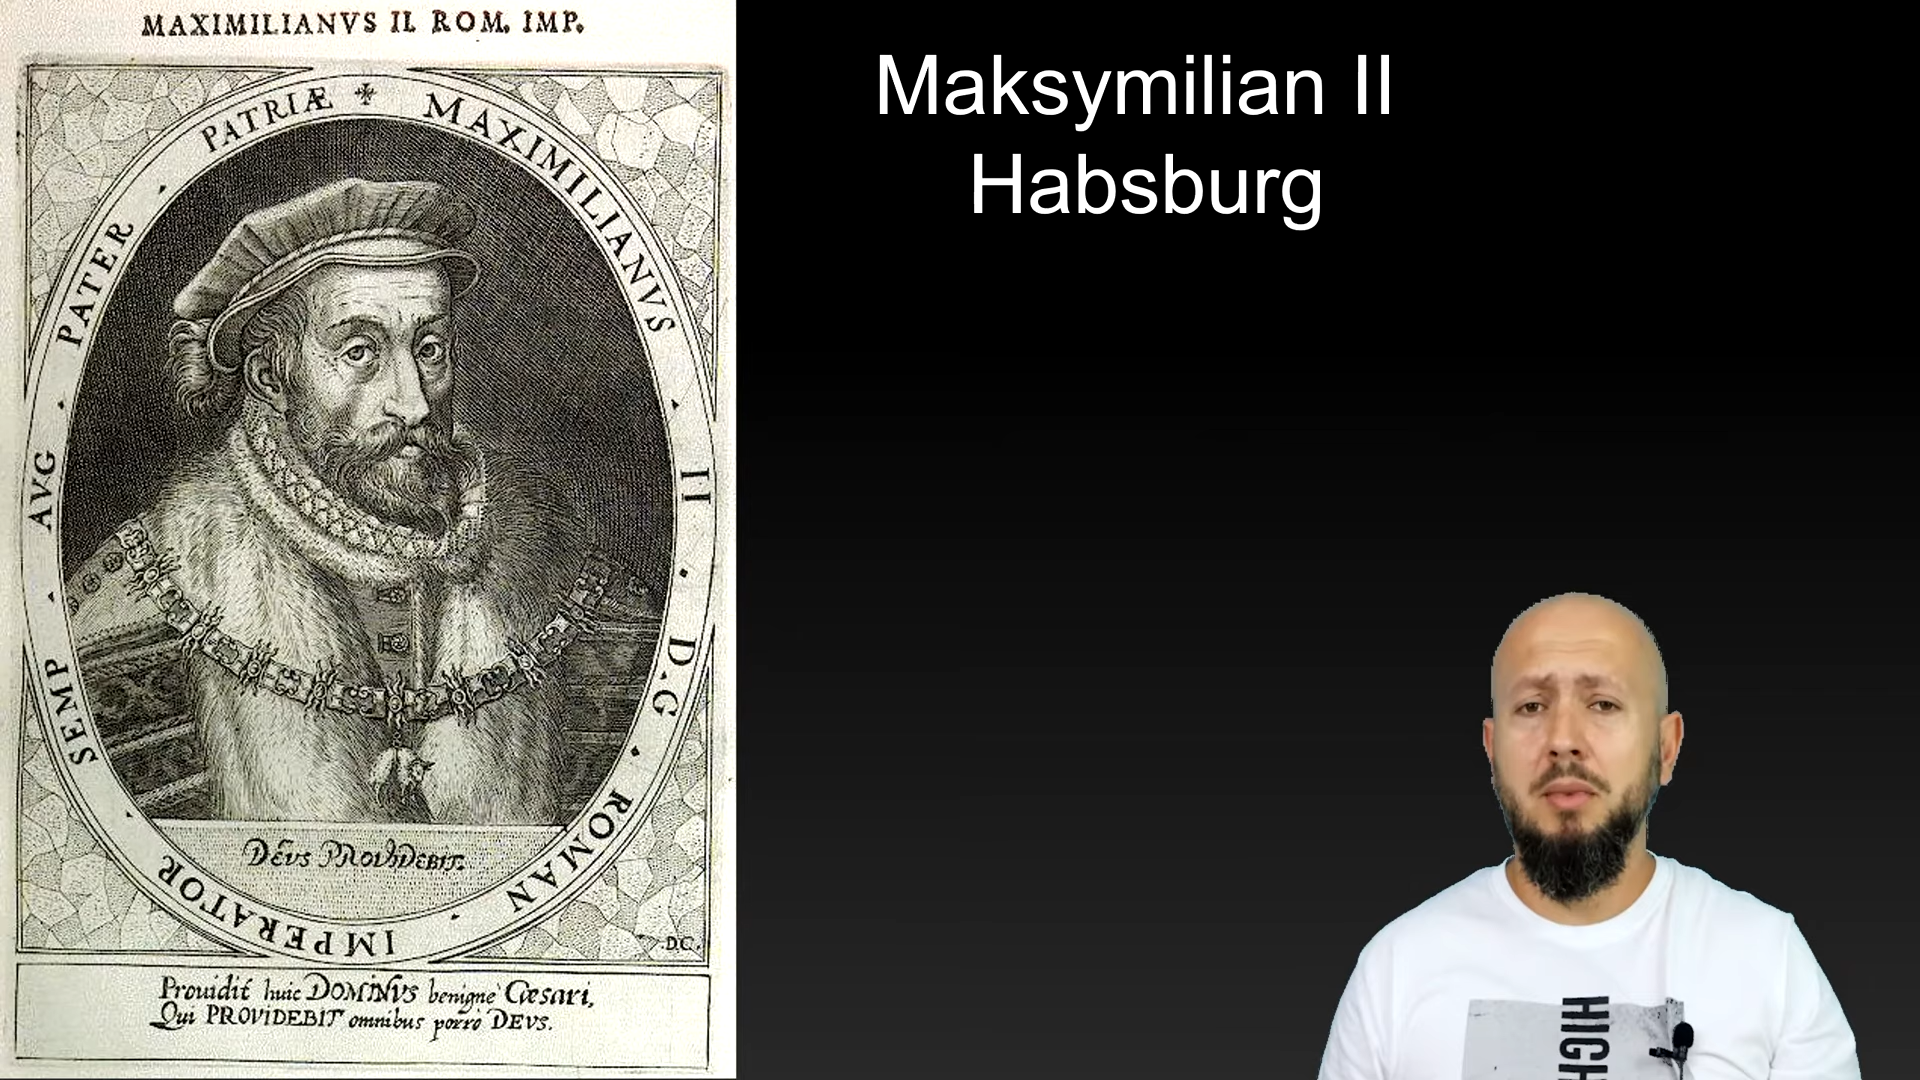 MAXIMILIANVS II. ROM. IMP.
MAXIMILIANVS · II · D·G · ROMAN · IMPERATOR · SEMP · AVG · PATER · PATRIÆ
DEVS PROVIDEBIT.
D.C.
Prouidit huic DOMINVS benigne Cæsari,
Qui PROVIDEBIT omnibus porro DEVS.
Maksymilian II
Habsburg
HIGH